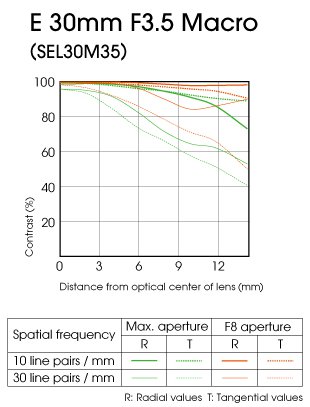 E 30mm F3.5 Macro
(SEL30M35)
100
80
60
40
20
Contrast (%)
0 3 6 9 12
Distance from optical center of lens (mm)
Spatial frequency Max. aperture F8 aperture
R T R T
10 line pairs / mm
30 line pairs / mm
R: Radial values T: Tangential values